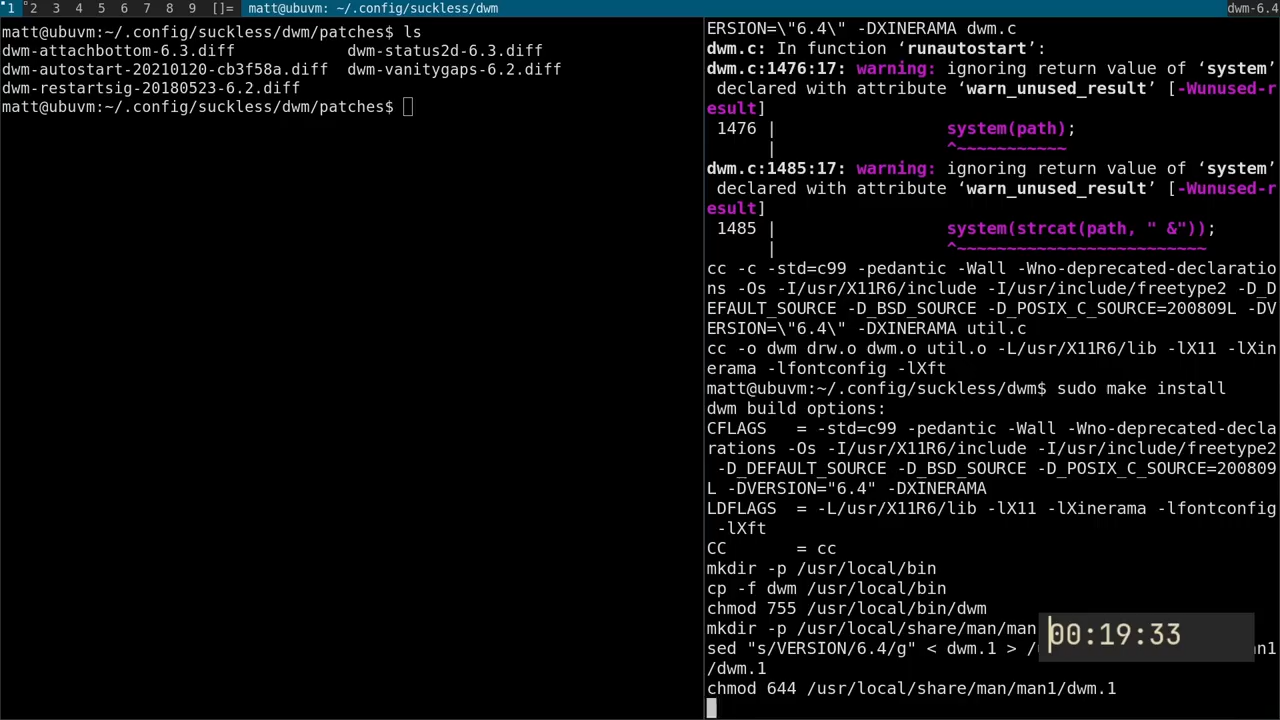 1 2 3 4 5 6 7 8 9 []= matt@ubuvm: ~/.config/suckless/dwm dwm-6.4
matt@ubuvm:~/.config/suckless/dwm/patches$ ls
dwm-attachbottom-6.3.diff dwm-status2d-6.3.diff
dwm-autostart-20210120-cb3f58a.diff dwm-vanitygaps-6.2.diff
dwm-restartsig-20180523-6.2.diff
matt@ubuvm:~/.config/suckless/dwm/patches$
ERSION=\"6.4\" -DXINERAMA dwm.c
dwm.c: In function ‘runautostart’:
dwm.c:1476:17: warning: ignoring return value of ‘system’
declared with attribute ‘warn_unused_result’ [-Wunused-r
esult]
1476 | system(path);
| ^~~~~~~~~~~~
dwm.c:1485:17: warning: ignoring return value of ‘system’
declared with attribute ‘warn_unused_result’ [-Wunused-r
esult]
1485 | system(strcat(path, " &"));
| ^~~~~~~~~~~~~~~~~~~~~~~~~~
cc -c -std=c99 -pedantic -Wall -Wno-deprecated-declaratio
ns -Os -I/usr/X11R6/include -I/usr/include/freetype2 -D_D
EFAULT_SOURCE -D_BSD_SOURCE -D_POSIX_C_SOURCE=200809L -DV
ERSION=\"6.4\" -DXINERAMA util.c
cc -o dwm drw.o dwm.o util.o -L/usr/X11R6/lib -lX11 -lXin
erama -lfontconfig -lXft
matt@ubuvm:~/.config/suckless/dwm$ sudo make install
dwm build options:
CFLAGS = -std=c99 -pedantic -Wall -Wno-deprecated-decla
rations -Os -I/usr/X11R6/include -I/usr/include/freetype2
-D_DEFAULT_SOURCE -D_BSD_SOURCE -D_POSIX_C_SOURCE=200809
L -DVERSION="6.4" -DXINERAMA
LDFLAGS = -L/usr/X11R6/lib -lX11 -lXinerama -lfontconfig
-lXft
CC = cc
mkdir -p /usr/local/bin
cp -f dwm /usr/local/bin
chmod 755 /usr/local/bin/dwm
mkdir -p /usr/local/share/man/man
00:19:33
sed "s/VERSION/6.4/g" < dwm.1 > /
/dwm.1
chmod 644 /usr/local/share/man/man1/dwm.1